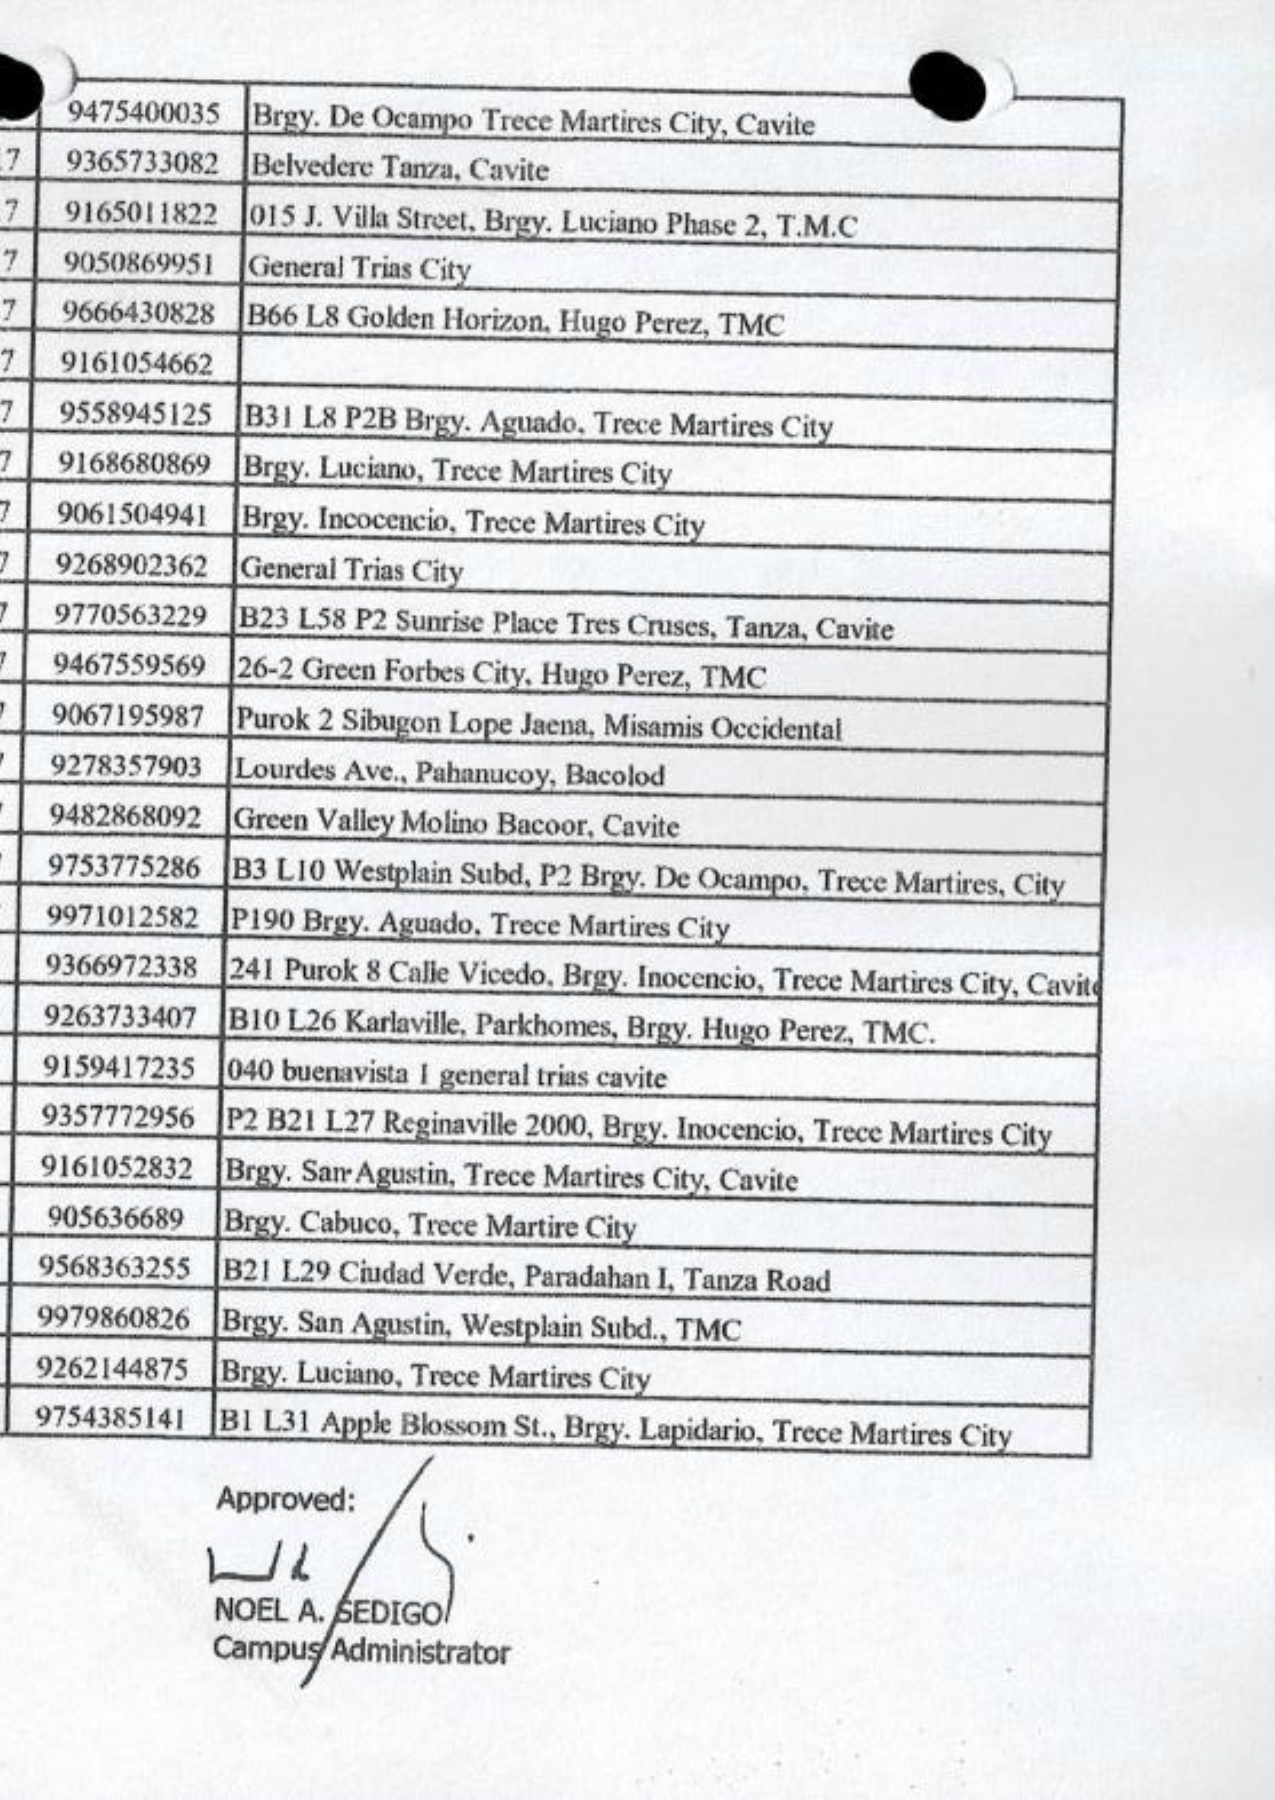 9475400035 Brgy. De Ocampo Trece Martires City, Cavite
17 9365733082 Belvedere Tanza, Cavite
7 9165011822 015 J. Villa Street, Brgy. Luciano Phase 2, T.M.C
7 9050869951 General Trias City
7 9666430828 B66 L8 Golden Horizon, Hugo Perez, TMC
7 9161054662
7 9558945125 B31 L8 P2B Brgy. Aguado, Trece Martires City
7 9168680869 Brgy. Luciano, Trece Martires City
7 9061504941 Brgy. Incocencio, Trece Martires City
7 9268902362 General Trias City
7 9770563229 B23 L58 P2 Sunrise Place Tres Cruses, Tanza, Cavite
7 9467559569 26-2 Green Forbes City, Hugo Perez, TMC
7 9067195987 Purok 2 Sibugon Lope Jaena, Misamis Occidental
9278357903 Lourdes Ave., Pahanucoy, Bacolod
9482868092 Green Valley Molino Bacoor, Cavite
9753775286 B3 L10 Westplain Subd, P2 Brgy. De Ocampo, Trece Martires, City
9971012582 P190 Brgy. Aguado, Trece Martires City
9366972338 241 Purok 8 Calle Vicedo, Brgy. Inocencio, Trece Martires City, Cavite
9263733407 B10 L26 Karlaville, Parkhomes, Brgy. Hugo Perez, TMC.
9159417235 040 buenavista 1 general trias cavite
9357772956 P2 B21 L27 Reginaville 2000, Brgy. Inocencio, Trece Martires City
9161052832 Brgy. San Agustin, Trece Martires City, Cavite
905636689 Brgy. Cabuco, Trece Martire City
9568363255 B21 L29 Ciudad Verde, Paradahan I, Tanza Road
9979860826 Brgy. San Agustin, Westplain Subd., TMC
9262144875 Brgy. Luciano, Trece Martires City
9754385141 B1 L31 Apple Blossom St., Brgy. Lapidario, Trece Martires City
Approved:
NOEL A. SEDIGO
Campus Administrator